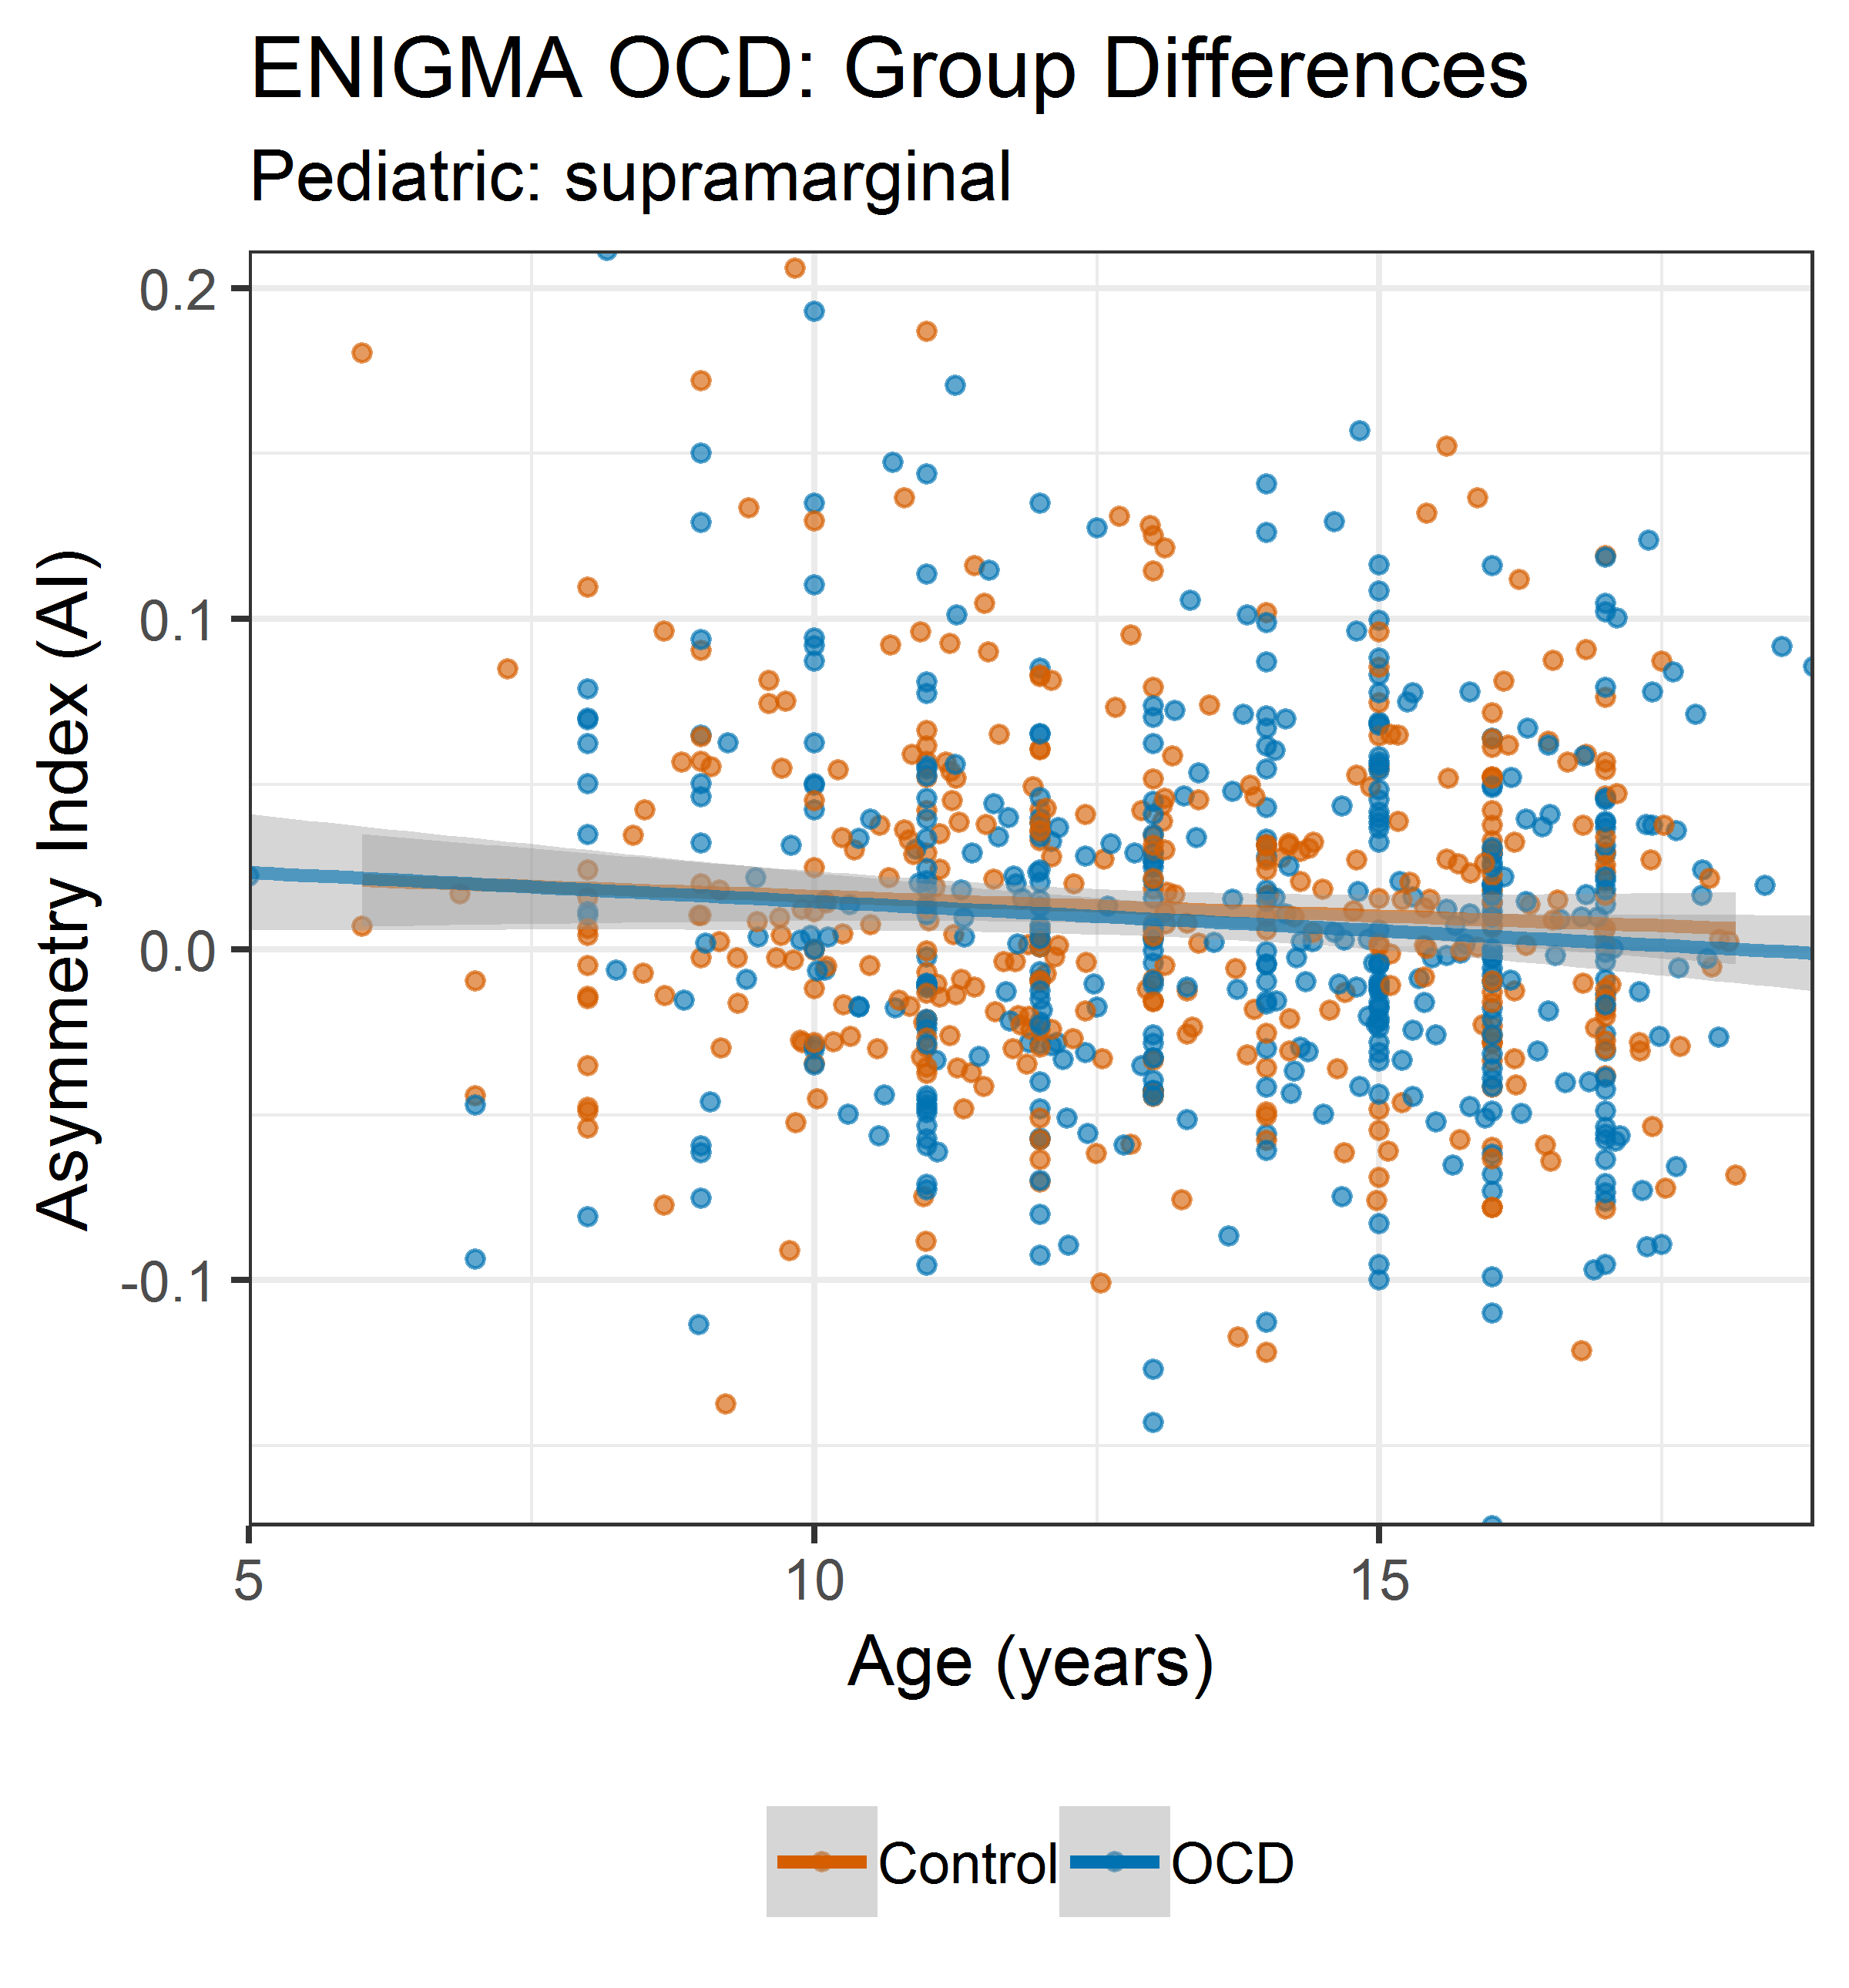 ENIGMA OCD: Group Differences
Pediatric: supramarginal
0.2
0.1
0.0
-0.1
Asymmetry Index (AI)
5 10 15
Age (years)
Control OCD